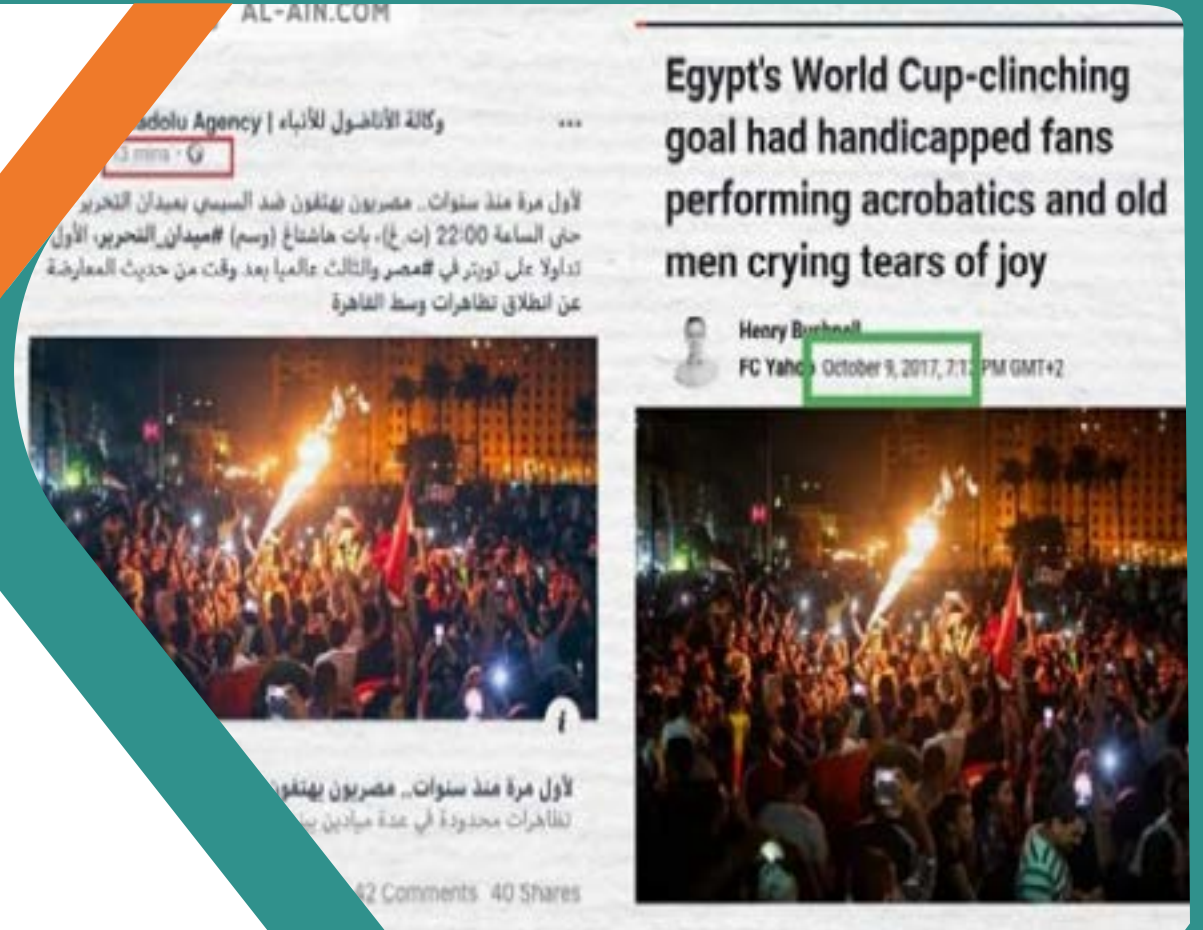 AL-AIN.COM
adolu Agency | وكالة الأناضول للأنباء
3 mins
لأول مرة منذ سنوات.. مصريون يهتفون ضد السيسي بميدان التحرير
حتى الساعة 22:00 (ت.غ)، بات هاشتاغ (وسم) #ميدان_التحرير، الأول
تداولا على تويتر في #مصر والثالث عالميا بعد وقت من حديث المعارضة
عن انطلاق تظاهرات وسط القاهرة
i
لأول مرة منذ سنوات.. مصريون يهتفون
تظاهرات محدودة في عدة ميادين
42 Comments 40 Shares
Egypt's World Cup-clinching
goal had handicapped fans
performing acrobatics and old
men crying tears of joy
Henry Bushnell
FC Yahoo October 9, 2017, 7:1 PM GMT+2